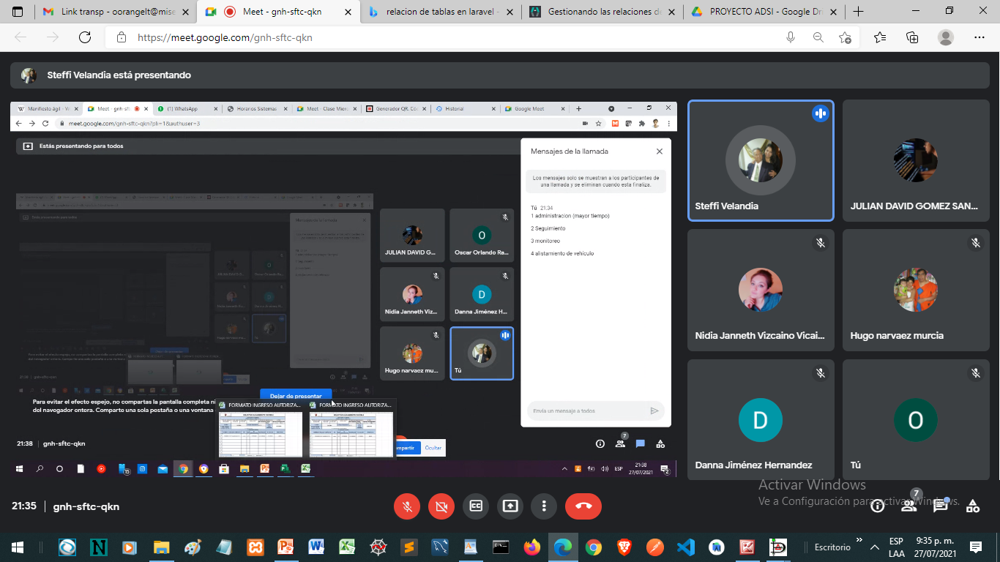 Link transp - oorangelt@mise
Meet - gnh-sftc-qkn
relacion de tablas en laravel -
Gestionando las relaciones de
PROYECTO ADSI - Google Dri
https://meet.google.com/gnh-sftc-qkn
Steffi Velandia está presentando
Manifiesto ágil - W
Meet - gnh-sf
(1) WhatsApp
Horarios Sistemas
Meet - Clase Micr
Generador QR. Có
Historial
Google Meet
meet.google.com/gnh-sftc-qkn?pli=1&authuser=3
Estás presentando para todos
Mensajes de la llamada
Los mensajes solo se muestran a los participantes de
una llamada y se eliminan cuando esta finaliza.
Tú 21:34
1 administracion (mayor tiempo)
2 Seguimiento
3 monitoreo
4 alistamiento de vehiculo
Envía un mensaje a todos
JULIAN DAVID G...
O
Oscar Orlando Ra...
Nidia Janneth Viz...
D
Danna Jiménez H...
Hugo narvaez mu...
Tú
Dejar de presentar
Para evitar el efecto espejo, no compartas la pantalla completa ni
del navegador entera. Comparte una sola pestaña o una ventana
FORMATO INGRESO AUTORIZA...
FORMATO INGRESO AUTORIZA...
Ocultar
21:38 | gnh-sftc-qkn
7
15
ESP
21:38
27/07/2021
2
Steffi Velandia
JULIAN DAVID GOMEZ SAN...
Nidia Janneth Vizcaino Vicai...
Hugo narvaez murcia
D
Danna Jiménez Hernandez
O
Tú
Activar Windows
Ve a Configuración para activar Windows.
21:35 | gnh-sftc-qkn
7
Escritorio
ESP
LAA
9:35 p. m.
27/07/2021